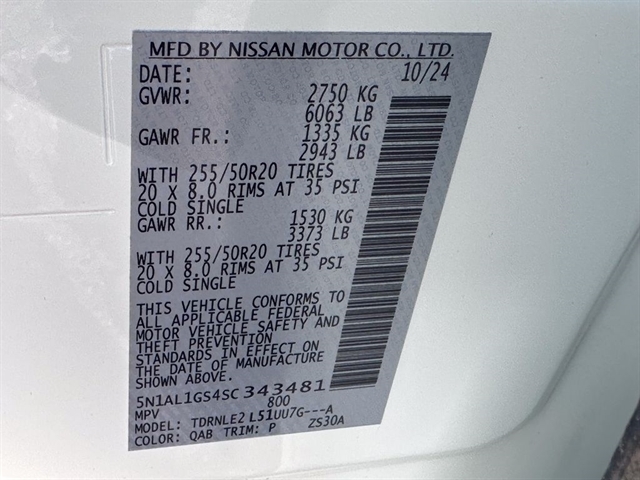 MFD BY NISSAN MOTOR CO., LTD.
DATE: 10/24
GVWR: 2750 KG
6063 LB
GAWR FR.: 1335 KG
2943 LB
WITH 255/50R20 TIRES
20 X 8.0 RIMS AT 35 PSI
COLD SINGLE
GAWR RR.: 1530 KG
3373 LB
WITH 255/50R20 TIRES
20 X 8.0 RIMS AT 35 PSI
COLD SINGLE
THIS VEHICLE CONFORMS TO
ALL APPLICABLE FEDERAL
MOTOR VEHICLE SAFETY AND
THEFT PREVENTION
STANDARDS IN EFFECT ON
THE DATE OF MANUFACTURE
SHOWN ABOVE.
5N1AL1GS4SC343481
MPV 800
MODEL: TDRNLE2 L51UU7G---A
COLOR: QAB TRIM: P ZS30A